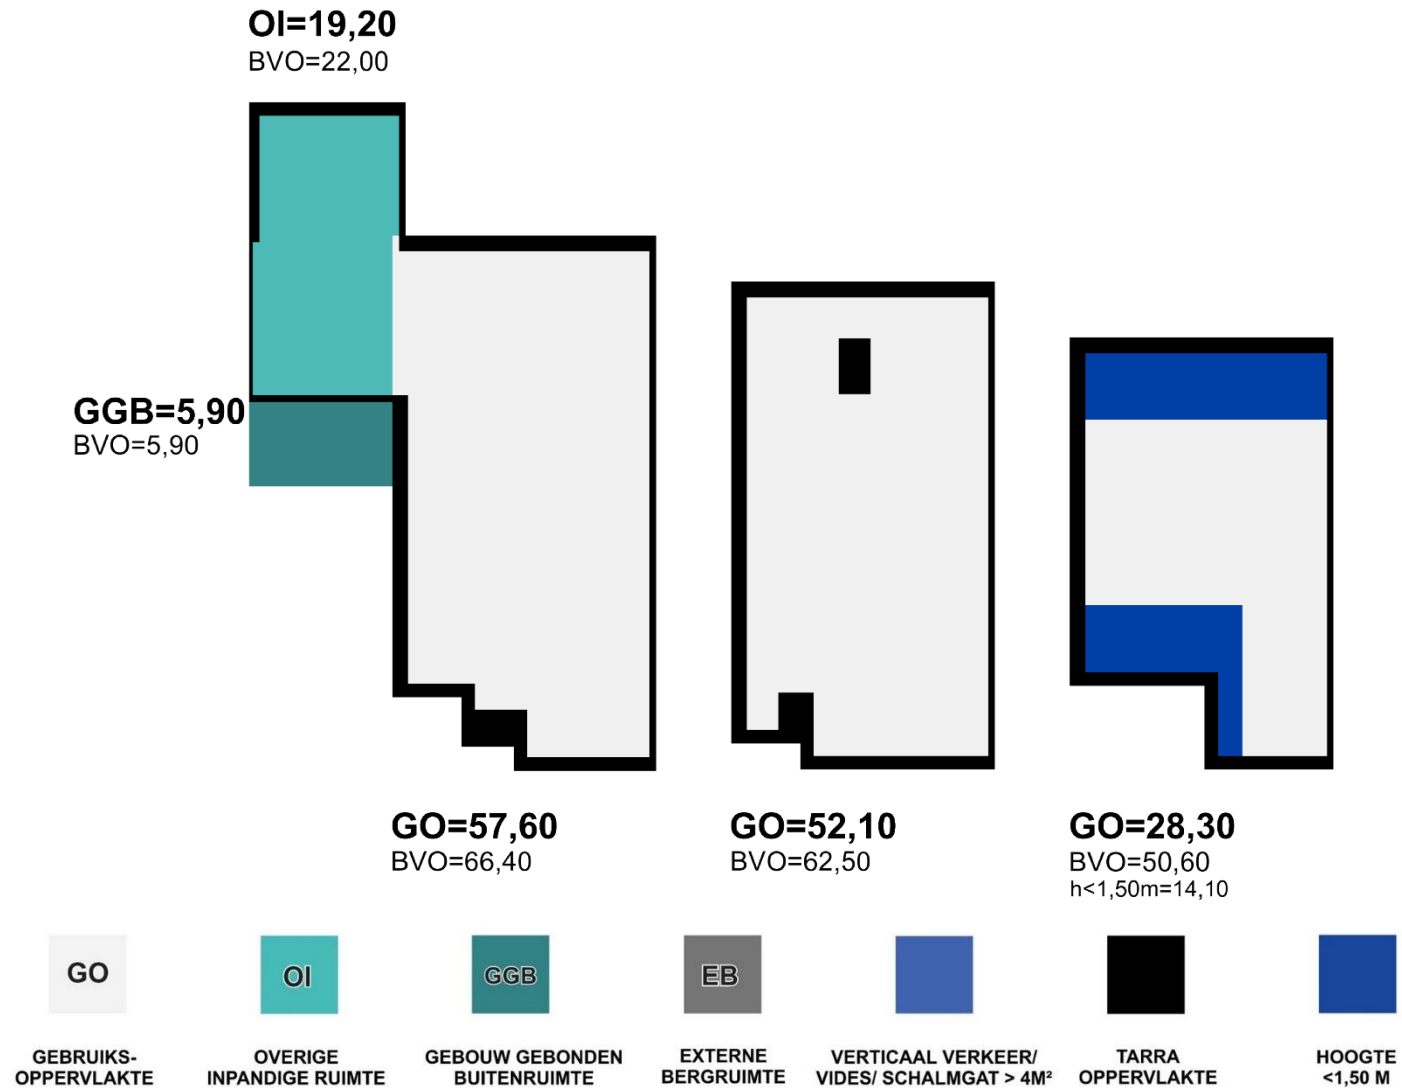 OI=19,20
BVO=22,00
GGB=5,90
BVO=5,90
GO=57,60
BVO=66,40
GO=52,10
BVO=62,50
GO=28,30
BVO=50,60
h<1,50m=14,10
GO
OI
GGB
EB
GEBRUIKS-
OPPERVLAKTE
OVERIGE
INPANDIGE RUIMTE
GEBOUW GEBONDEN
BUITENRUIMTE
EXTERNE
BERGRUIMTE
VERTICAAL VERKEER/
VIDES/ SCHALMGAT > 4M²
TARRA
OPPERVLAKTE
HOOGTE
<1,50 M